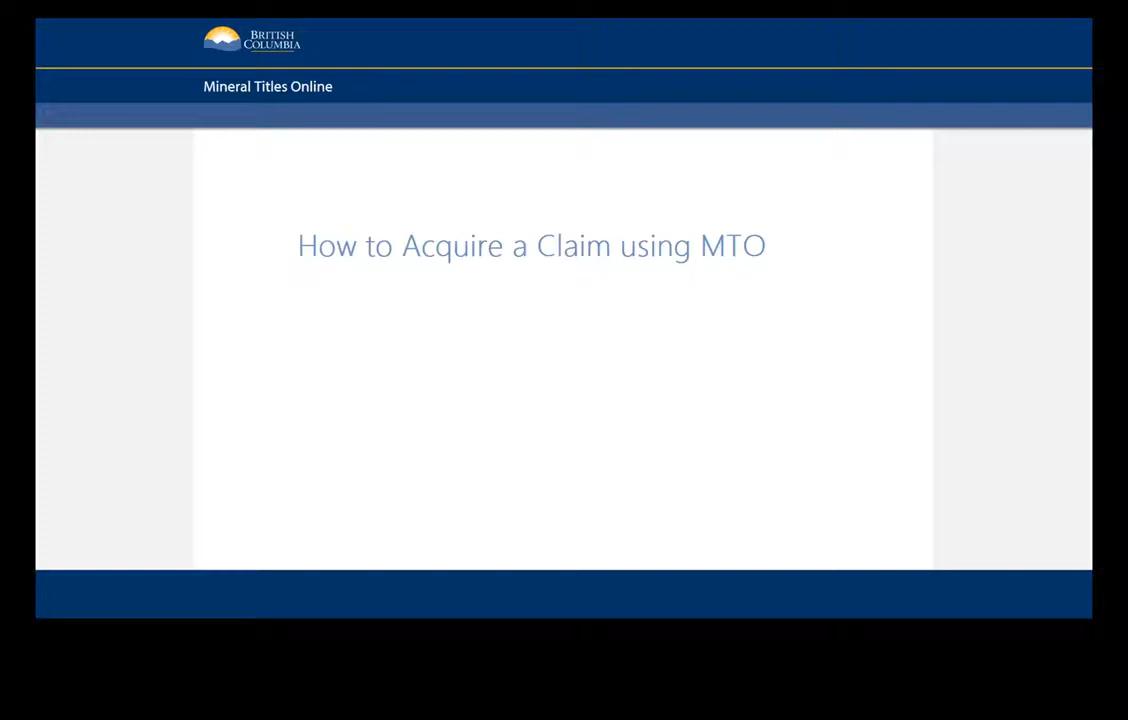 BRITISH
COLUMBIA
Mineral Titles Online
How to Acquire a Claim using MTO